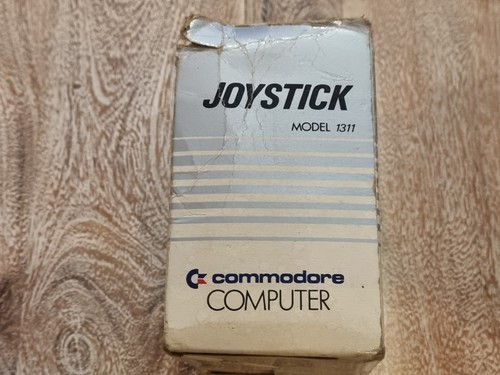 JOYSTICK
MODEL 1311
commodore
COMPUTER